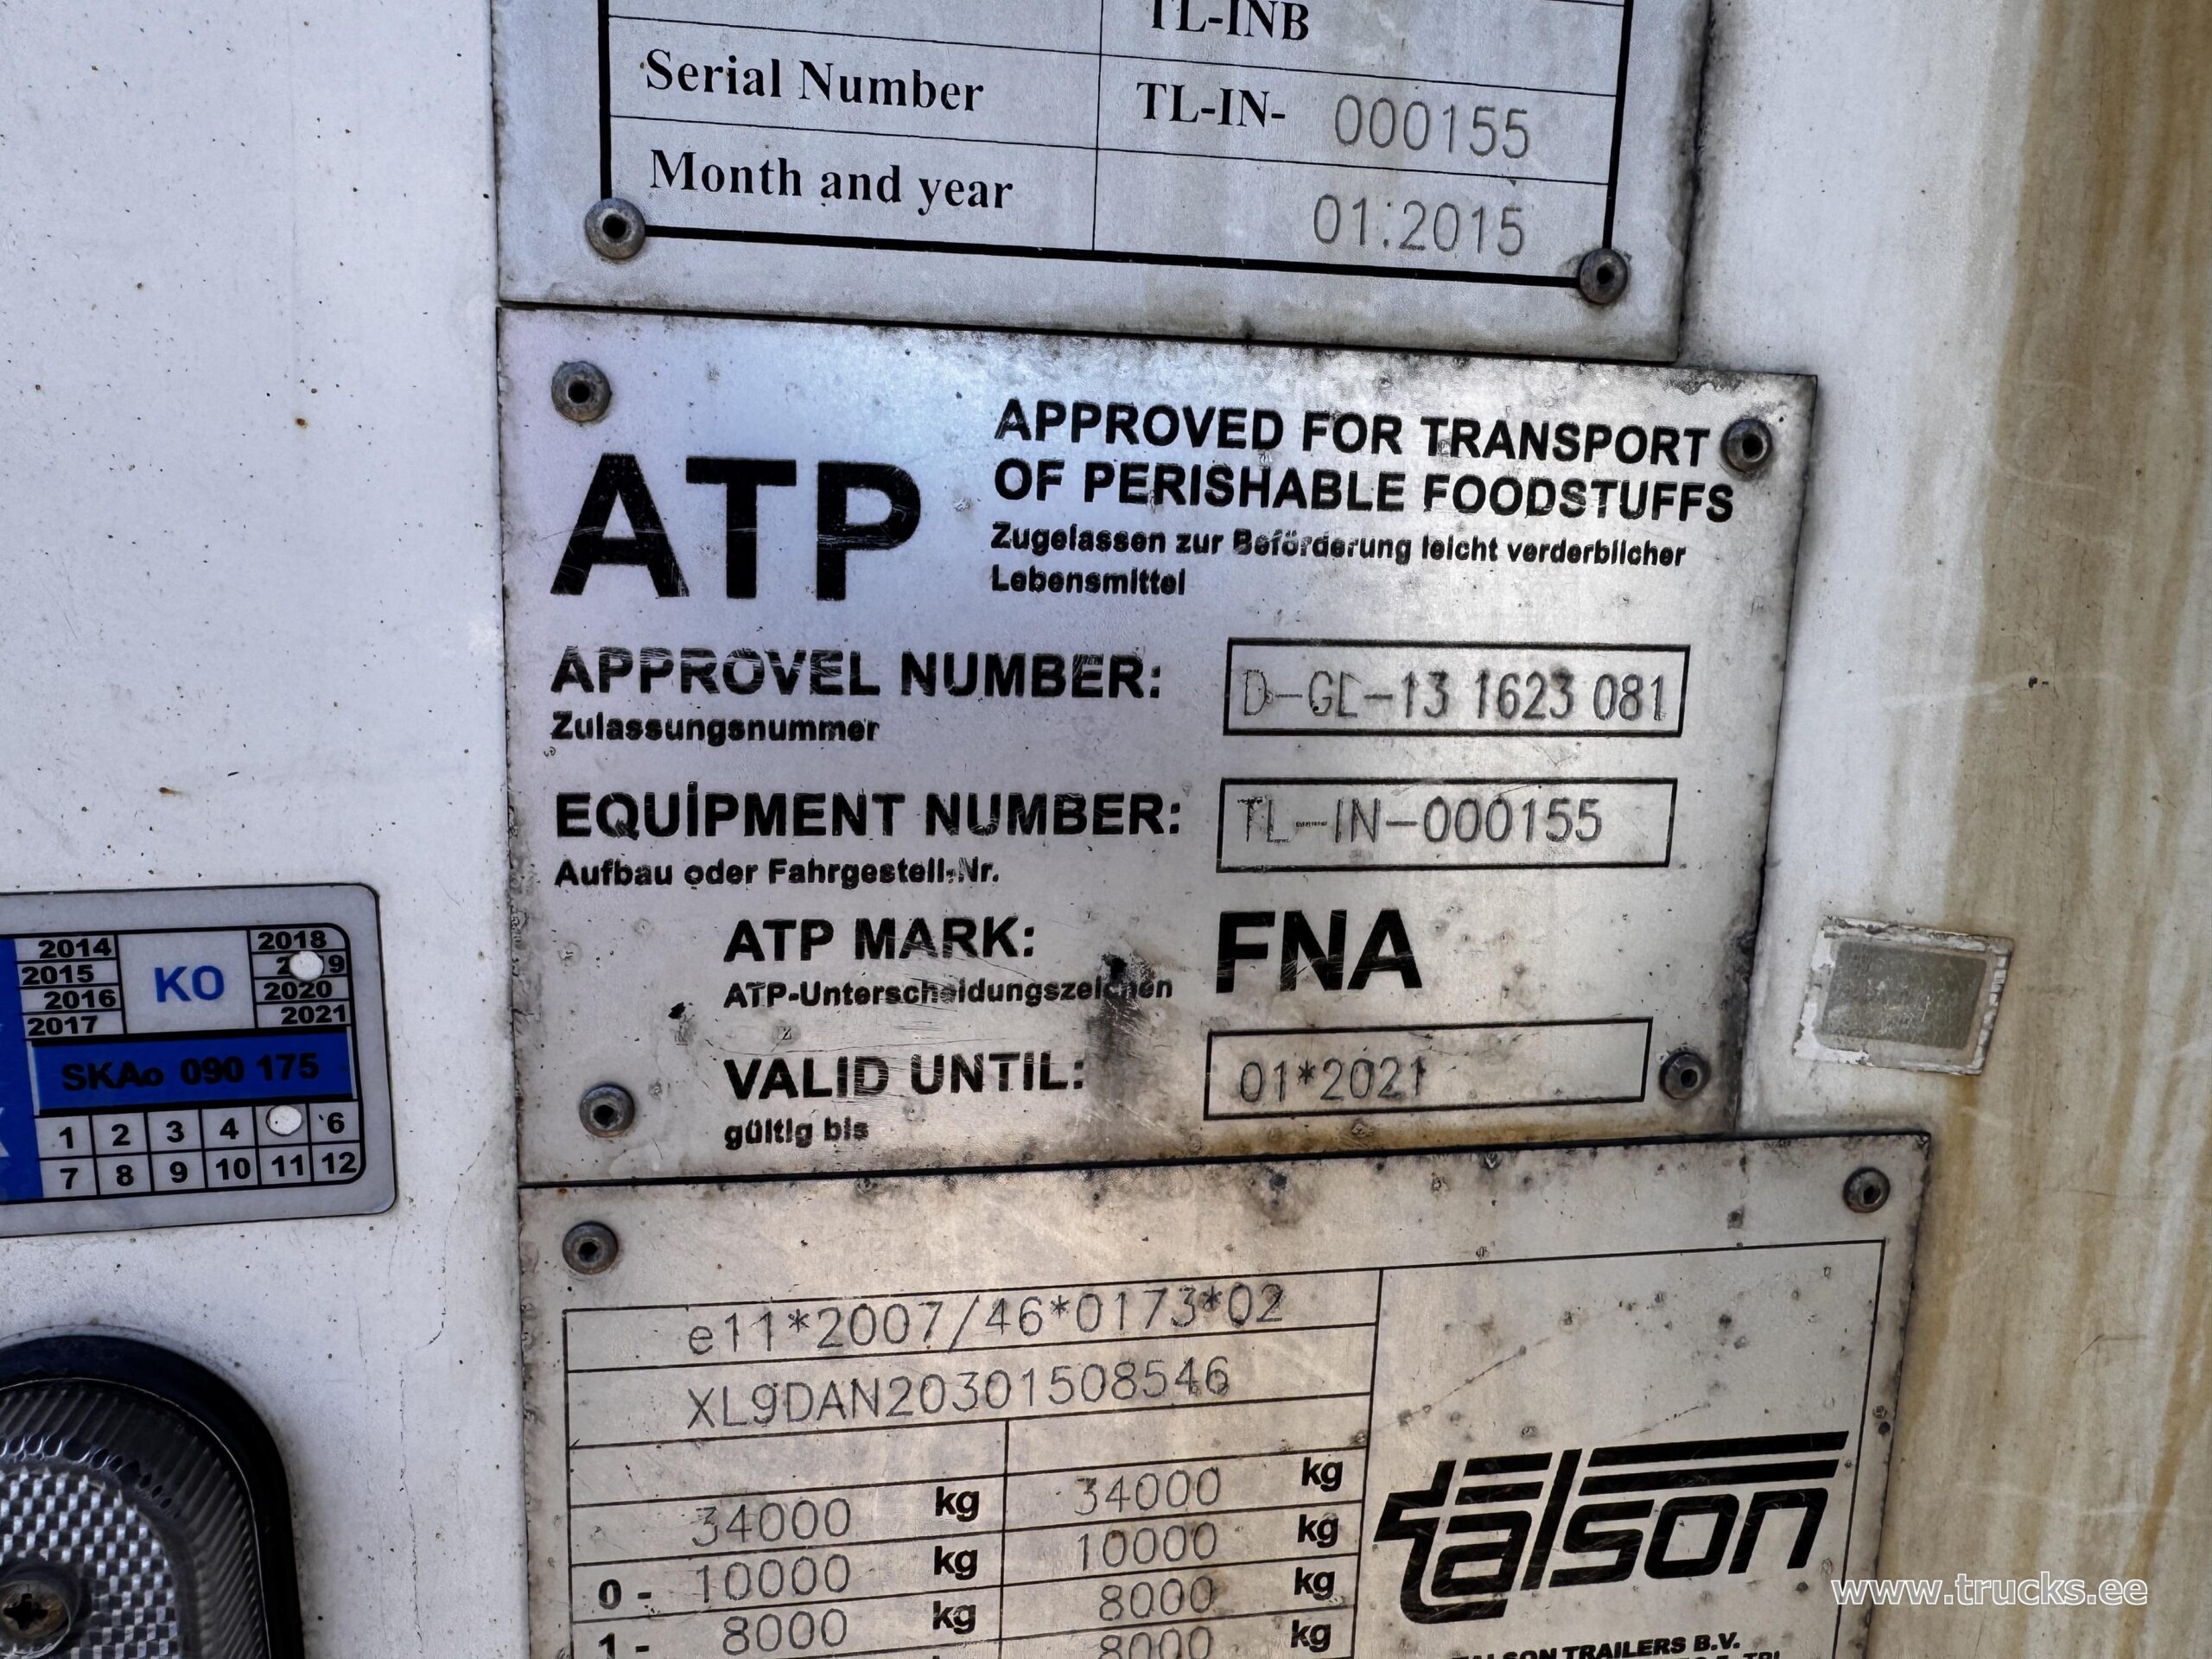 TL-INB
Serial Number TL-IN- 000155
Month and year 01:2015
ATP
APPROVED FOR TRANSPORT
OF PERISHABLE FOODSTUFFS
Zugelassen zur Beförderung leicht verderblicher
Lebensmittel
APPROVEL NUMBER: D-GL-13 1623 081
Zulassungsnummer
EQUİPMENT NUMBER: TL-IN-000155
Aufbau oder Fahrgestell-Nr.
ATP MARK: FNA
ATP-Unterscheidungszeichen
VALID UNTIL: 01*2021
gültig bis
2014 KO 2018
2015 2019
2016 2020
2017 2021
SKAo 090 175
1 2 3 4 6
7 8 9 10 11 12
e11*2007/46*0173*02
XL9DAN20301508546
34000 kg 34000 kg
0 - 10000 kg 10000 kg
1 - 8000 kg 8000 kg
8000 kg
talson
TALSON TRAILERS B.V.
www.trucks.ee